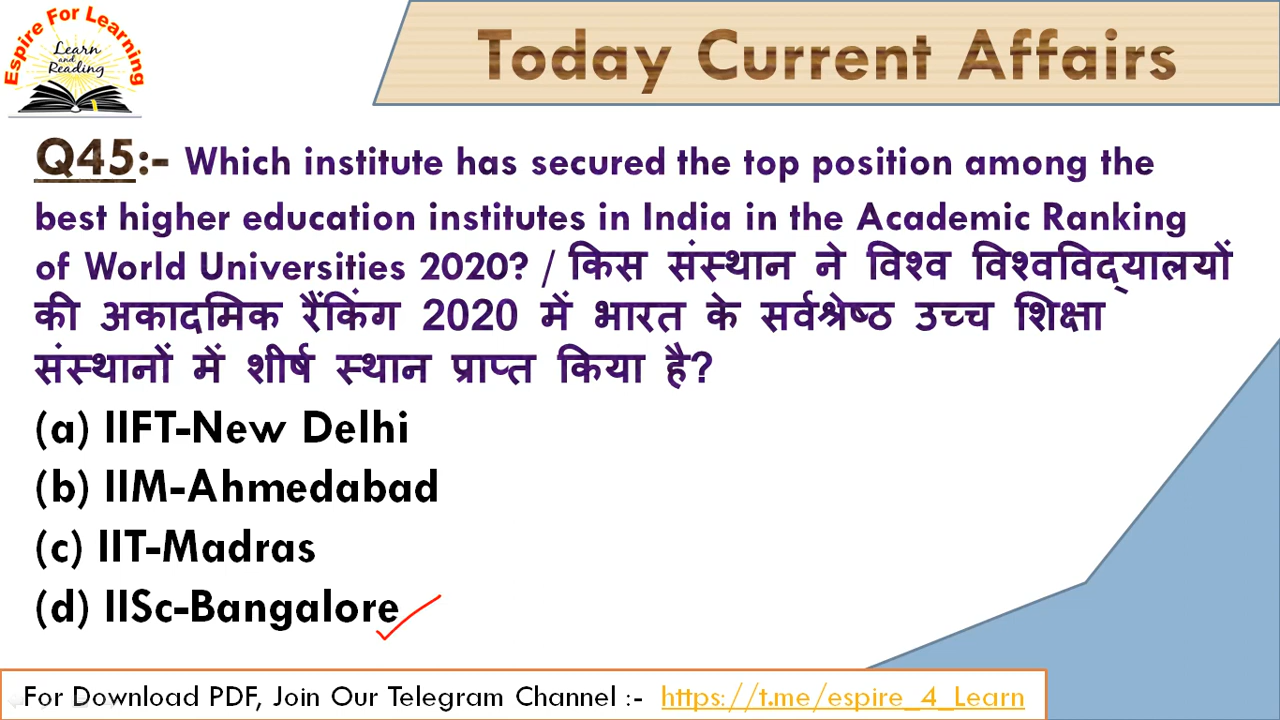 Espire For Learning
Learn
and
Reading
Today Current Affairs
Q45:- Which institute has secured the top position among the
best higher education institutes in India in the Academic Ranking
of World Universities 2020? / किस संस्थान ने विश्व विश्वविद्यालयों
की अकादमिक रैंकिंग 2020 में भारत के सर्वश्रेष्ठ उच्च शिक्षा
संस्थानों में शीर्ष स्थान प्राप्त किया है?
(a) IIFT-New Delhi
(b) IIM-Ahmedabad
(c) IIT-Madras
(d) IISc-Bangalore
For Download PDF, Join Our Telegram Channel :- https://t.me/espire_4_Learn